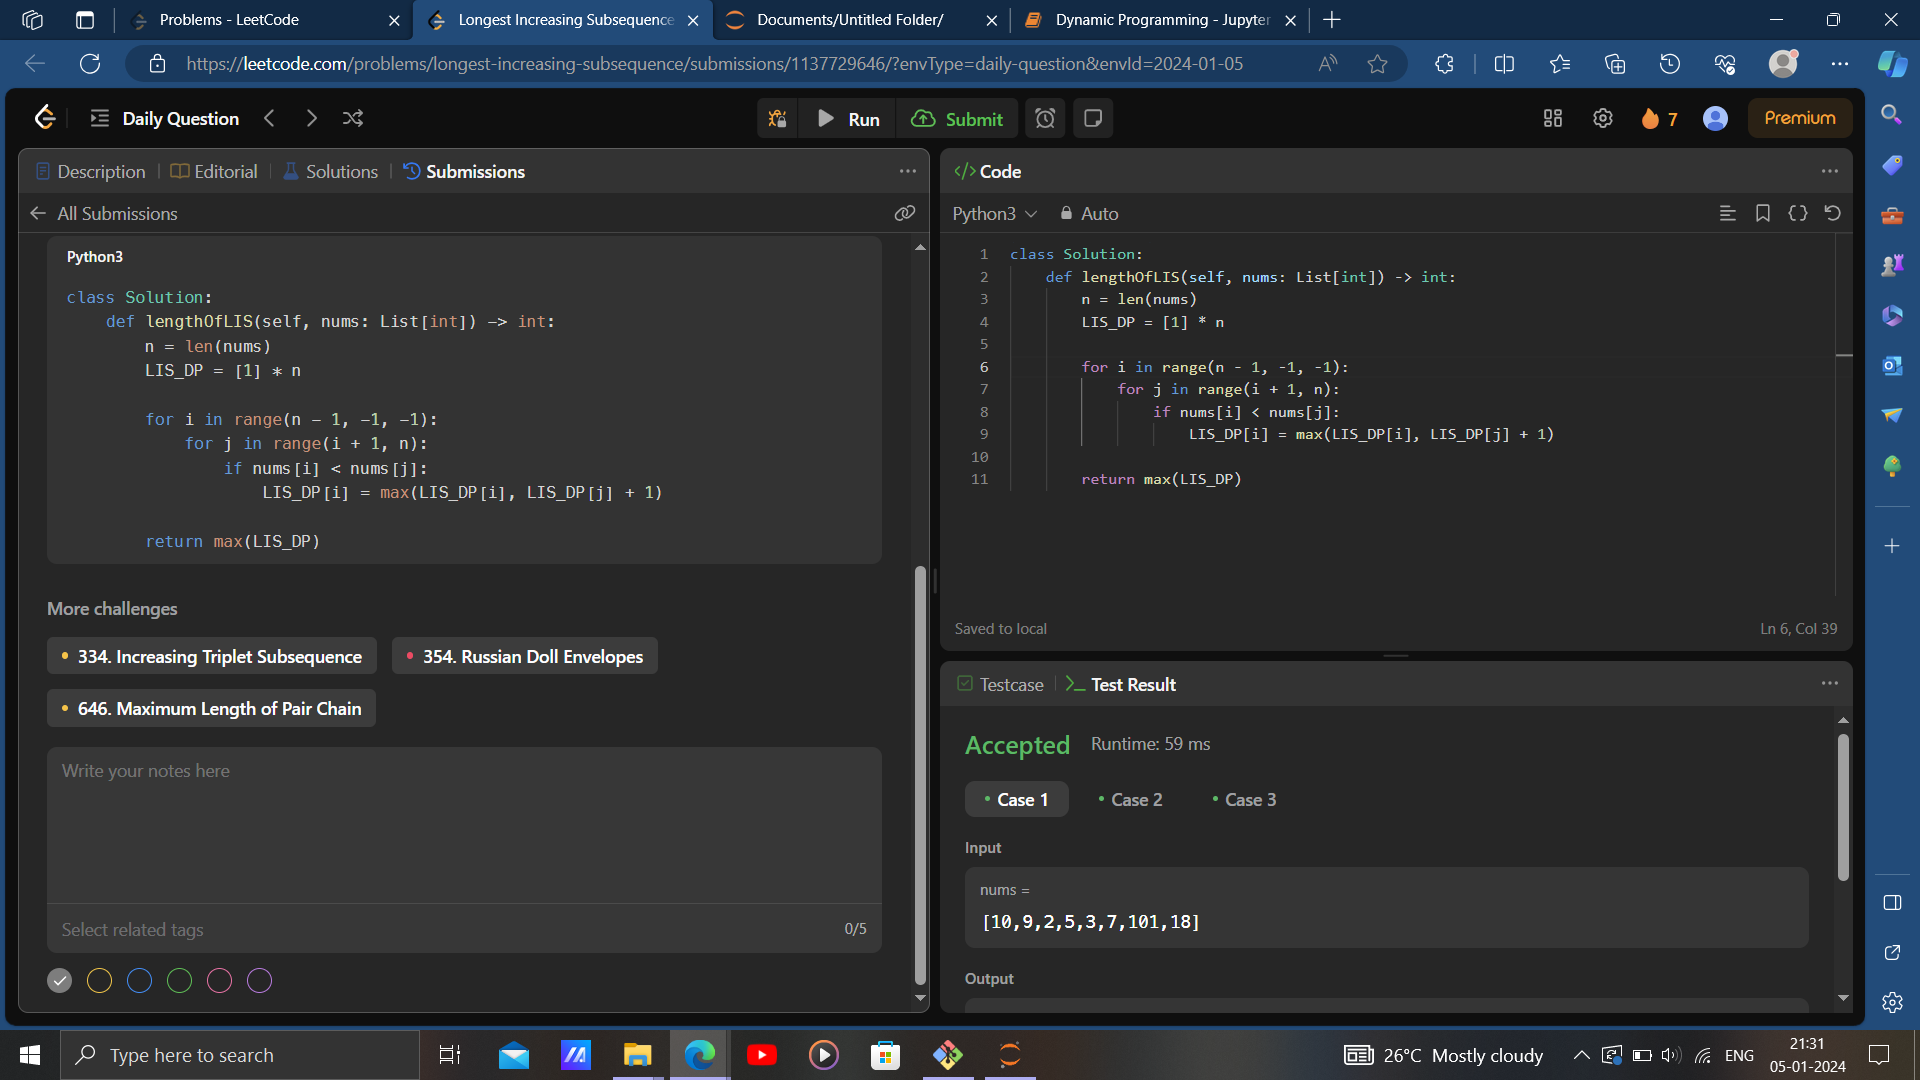 Problems - LeetCode
Longest Increasing Subsequence
Documents/Untitled Folder/
Dynamic Programming - Jupyter
https://leetcode.com/problems/longest-increasing-subsequence/submissions/1137729646/?envType=daily-question&envId=2024-01-05
Daily Question
Run
Submit
7
Premium
Description
Editorial
Solutions
Submissions
All Submissions
Python3
class Solution:
    def lengthOfLIS(self, nums: List[int]) -> int:
        n = len(nums)
        LIS_DP = [1] * n
        for i in range(n - 1, -1, -1):
            for j in range(i + 1, n):
                if nums[i] < nums[j]:
                    LIS_DP[i] = max(LIS_DP[i], LIS_DP[j] + 1)
        return max(LIS_DP)
More challenges
334. Increasing Triplet Subsequence
354. Russian Doll Envelopes
646. Maximum Length of Pair Chain
Write your notes here
Select related tags
0/5
</> Code
Python3
Auto
1 class Solution:
2     def lengthOfLIS(self, nums: List[int]) -> int:
3         n = len(nums)
4         LIS_DP = [1] * n
5
6         for i in range(n - 1, -1, -1):
7             for j in range(i + 1, n):
8                 if nums[i] < nums[j]:
9                     LIS_DP[i] = max(LIS_DP[i], LIS_DP[j] + 1)
10
11         return max(LIS_DP)
Saved to local
Ln 6, Col 39
Testcase
Test Result
Accepted
Runtime: 59 ms
Case 1
Case 2
Case 3
Input
nums =
[10,9,2,5,3,7,101,18]
Output
Type here to search
26°C Mostly cloudy
ENG
21:31
05-01-2024